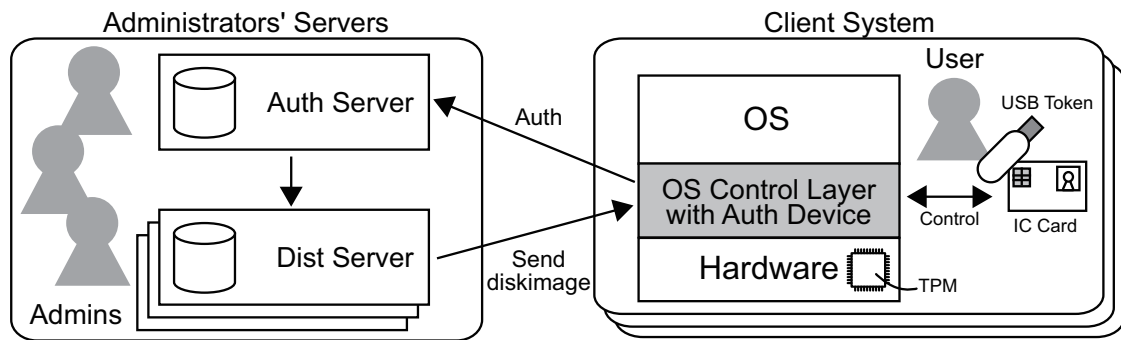 Administrators' Servers
Auth Server
Dist Server
Admins
Auth
Send
diskimage
Client System
User
USB Token
OS
OS Control Layer
with Auth Device
Control
IC Card
Hardware
TPM